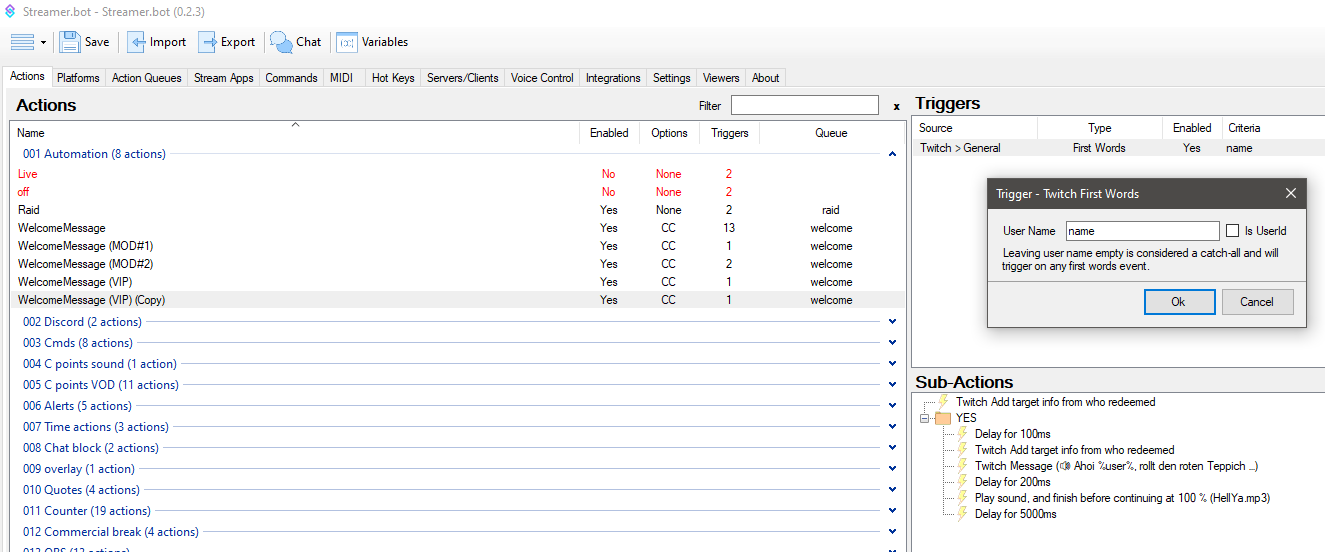 Streamer.bot - Streamer.bot (0.2.3)
Save Import Export Chat Variables
Actions Platforms Action Queues Stream Apps Commands MIDI Hot Keys Servers/Clients Voice Control Integrations Settings Viewers About
Actions
Filter
x
Name Enabled Options Triggers Queue
001 Automation (8 actions)
Live No None 2
off No None 2
Raid Yes None 2 raid
WelcomeMessage Yes CC 13 welcome
WelcomeMessage (MOD#1) Yes CC 1 welcome
WelcomeMessage (MOD#2) Yes CC 2 welcome
WelcomeMessage (VIP) Yes CC 1 welcome
WelcomeMessage (VIP) (Copy) Yes CC 1 welcome
002 Discord (2 actions)
003 Cmds (8 actions)
004 C points sound (1 action)
005 C points VOD (11 actions)
006 Alerts (5 actions)
007 Time actions (3 actions)
008 Chat block (2 actions)
009 overlay (1 action)
010 Quotes (4 actions)
011 Counter (19 actions)
012 Commercial break (4 actions)
013 OBS (13 actions)
Triggers
Source Type Enabled Criteria
Twitch > General First Words Yes name
Trigger - Twitch First Words
User Name name Is UserId
Leaving user name empty is considered a catch-all and will
trigger on any first words event.
Ok Cancel
Sub-Actions
Twitch Add target info from who redeemed
YES
Delay for 100ms
Twitch Add target info from who redeemed
Twitch Message (🔊 Ahoi %user%, rollt den roten Teppich ...)
Delay for 200ms
Play sound, and finish before continuing at 100 % (HellYa.mp3)
Delay for 5000ms